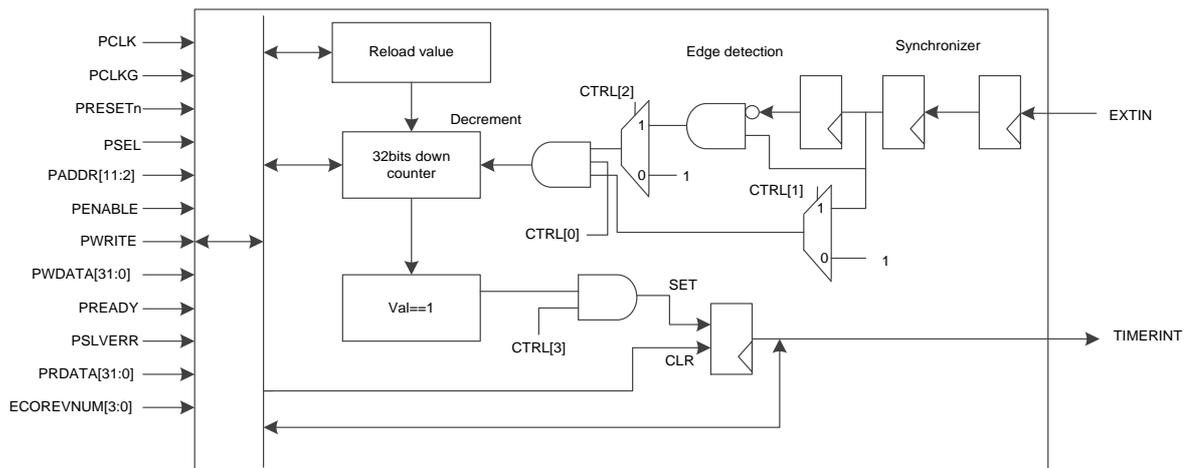 PCLK
PCLKG
PRESETn
PSEL
PADDR[11:2]
PENABLE
PWRITE
PWDATA[31:0]
PREADY
PSLVERR
PRDATA[31:0]
ECOREVNUM[3:0]
Reload value
Decrement
32bits down
counter
Val==1
Edge detection
Synchronizer
CTRL[2]
1
0
1
CTRL[1]
1
0
1
CTRL[0]
EXTIN
SET
CTRL[3]
CLR
TIMERINT